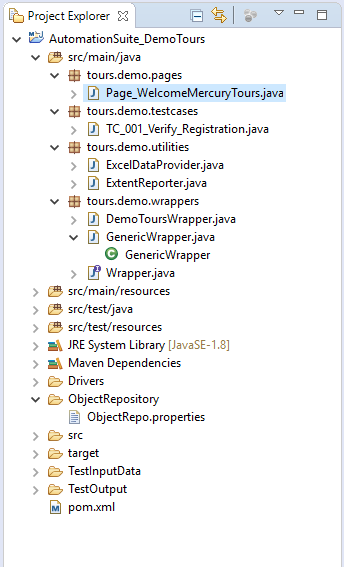 Project Explorer
AutomationSuite_DemoTours
src/main/java
tours.demo.pages
Page_WelcomeMercuryTours.java
tours.demo.testcases
TC_001_Verify_Registration.java
tours.demo.utilities
ExcelDataProvider.java
ExtentReporter.java
tours.demo.wrappers
DemoToursWrapper.java
GenericWrapper.java
GenericWrapper
Wrapper.java
src/main/resources
src/test/java
src/test/resources
JRE System Library [JavaSE-1.8]
Maven Dependencies
Drivers
ObjectRepository
ObjectRepo.properties
src
target
TestInputData
TestOutput
pom.xml